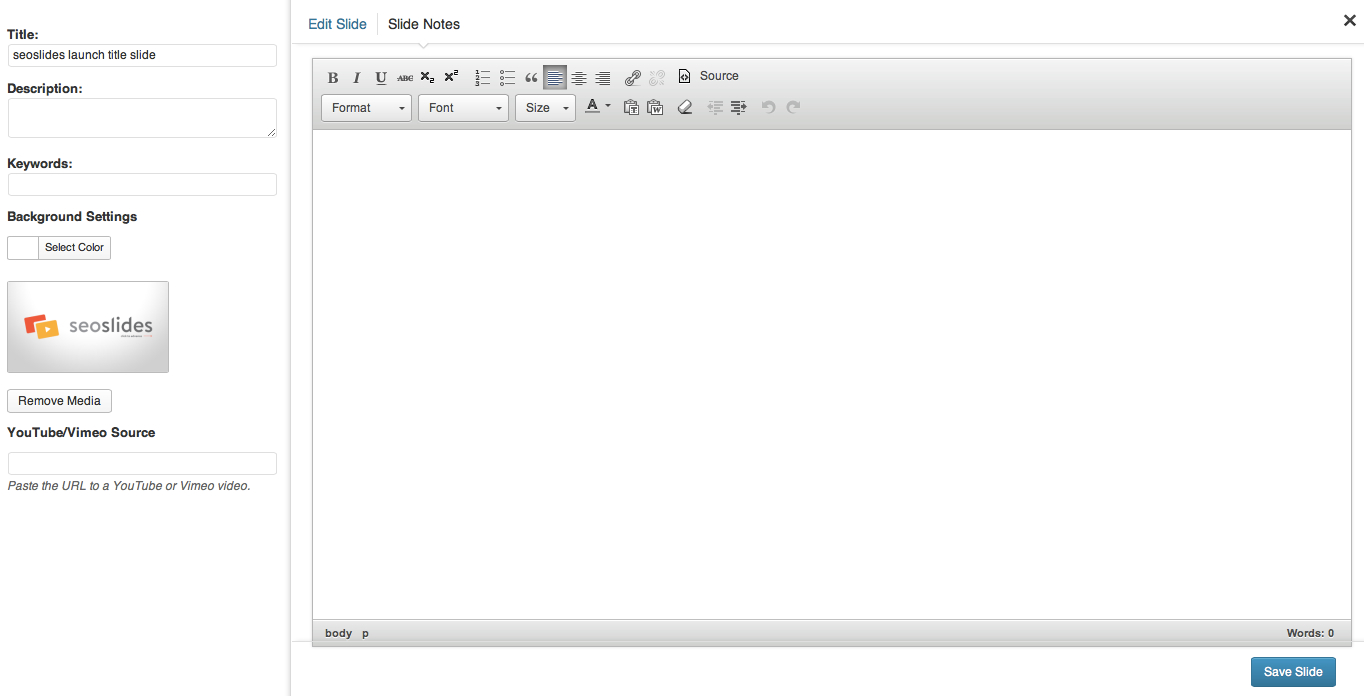 Title:
seoslides launch title slide
Description:
Keywords:
Background Settings
Select Color
seoslides
Remove Media
YouTube/Vimeo Source
Paste the URL to a YouTube or Vimeo video.
Edit Slide Slide Notes
B I U ABC X₂ X² Source
Format Font Size A
body p Words: 0
Save Slide